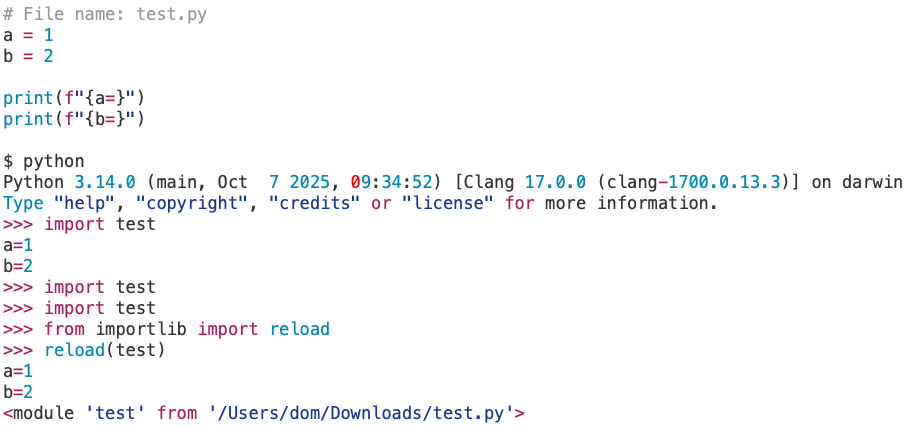 # File name: test.py
a = 1
b = 2
print(f"{a=}")
print(f"{b=}")
$ python
Python 3.14.0 (main, Oct  7 2025, 09:34:52) [Clang 17.0.0 (clang-1700.0.13.3)] on darwin
Type "help", "copyright", "credits" or "license" for more information.
>>> import test
a=1
b=2
>>> import test
>>> import test
>>> from importlib import reload
>>> reload(test)
a=1
b=2
<module 'test' from '/Users/dom/Downloads/test.py'>